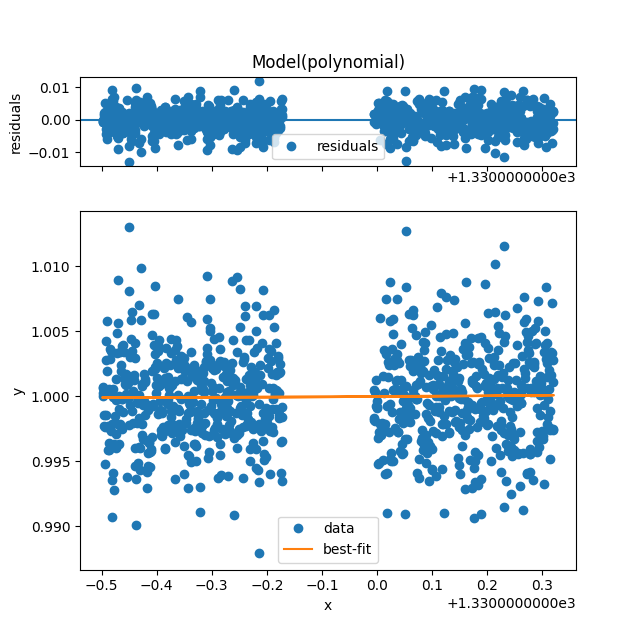 Model(polynomial)
0.01
0.00
−0.01
residuals
residuals
+1.3300000000e3
1.010
1.005
1.000
0.995
0.990
y
data
best-fit
−0.5 −0.4 −0.3 −0.2 −0.1 0.0 0.1 0.2 0.3
x
+1.3300000000e3